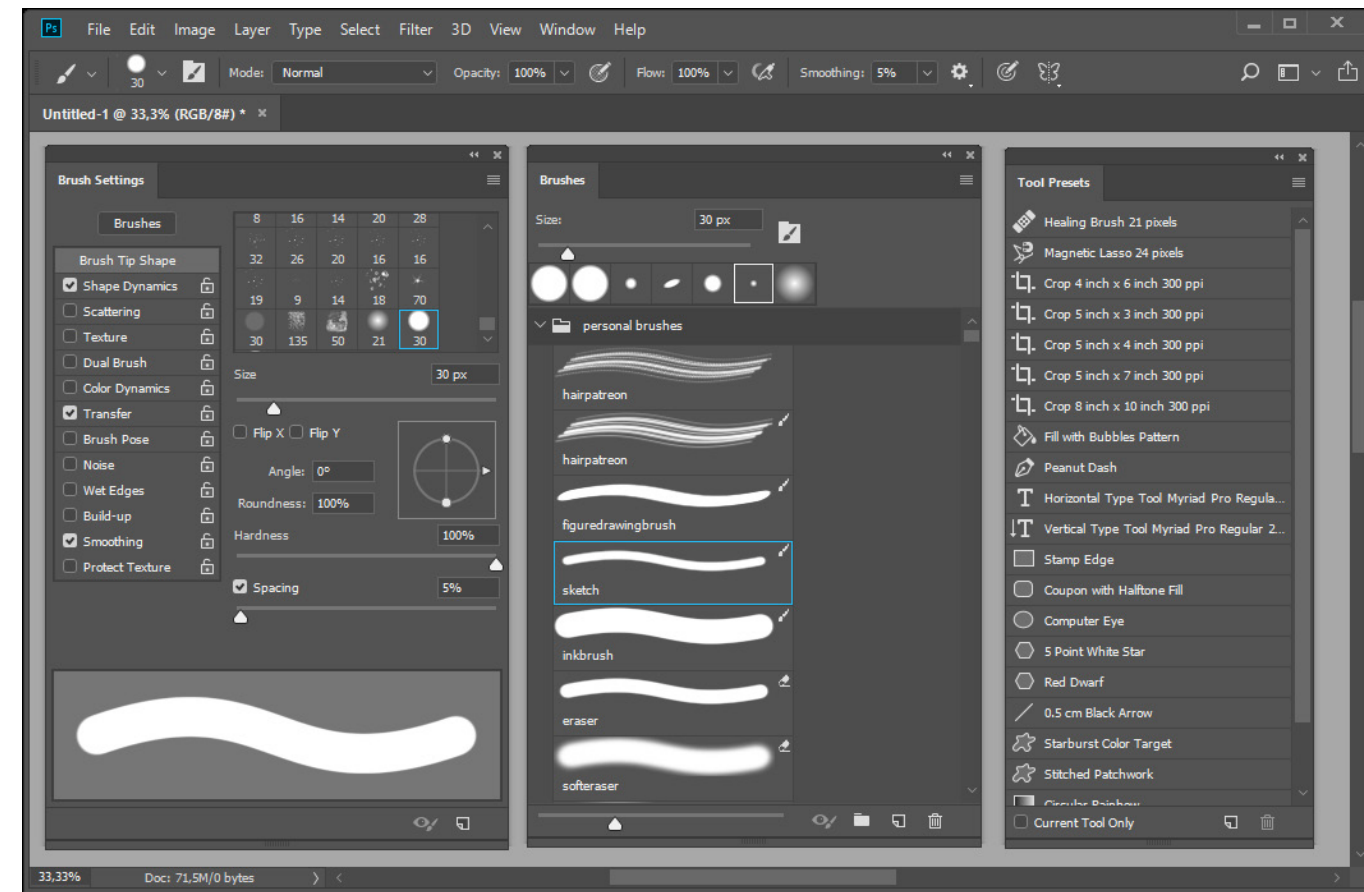 Ps File Edit Image Layer Type Select Filter 3D View Window Help
30 Mode: Normal Opacity: 100% Flow: 100% Smoothing: 5%
Untitled-1 @ 33,3% (RGB/8#) *
Brush Settings
Brushes
8 16 14 20 28
32 26 20 16 16
19 9 14 18 70
30 135 50 21 30
Brush Tip Shape
Shape Dynamics
Scattering
Texture
Dual Brush
Color Dynamics
Transfer
Brush Pose
Noise
Wet Edges
Build-up
Smoothing
Protect Texture
Size 30 px
Flip X Flip Y
Angle: 0º
Roundness: 100%
Hardness 100%
Spacing 5%
Brushes
Size: 30 px
personal brushes
hairpatreon
hairpatreon
figuredrawingbrush
sketch
inkbrush
eraser
softeraser
Tool Presets
Healing Brush 21 pixels
Magnetic Lasso 24 pixels
Crop 4 inch x 6 inch 300 ppi
Crop 5 inch x 3 inch 300 ppi
Crop 5 inch x 4 inch 300 ppi
Crop 5 inch x 7 inch 300 ppi
Crop 8 inch x 10 inch 300 ppi
Fill with Bubbles Pattern
Peanut Dash
Horizontal Type Tool Myriad Pro Regula...
Vertical Type Tool Myriad Pro Regular 2...
Stamp Edge
Coupon with Halftone Fill
Computer Eye
5 Point White Star
Red Dwarf
0.5 cm Black Arrow
Starburst Color Target
Stitched Patchwork
Circular Rainbow
Current Tool Only
33,33% Doc: 71,5M/0 bytes